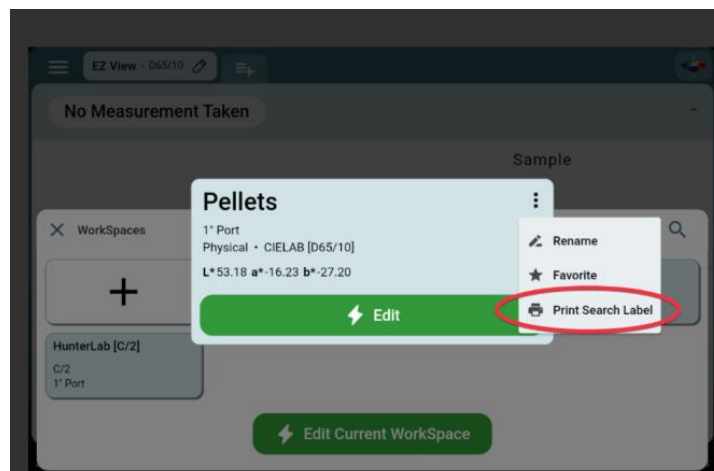 EZ View - D65/10
No Measurement Taken
Sample
Pellets
1" Port
Physical • CIELAB [D65/10]
L* 53.18 a* -16.23 b* -27.20
Edit
Rename
Favorite
Print Search Label
WorkSpaces
HunterLab [C/2]
C/2
1" Port
Edit Current WorkSpace